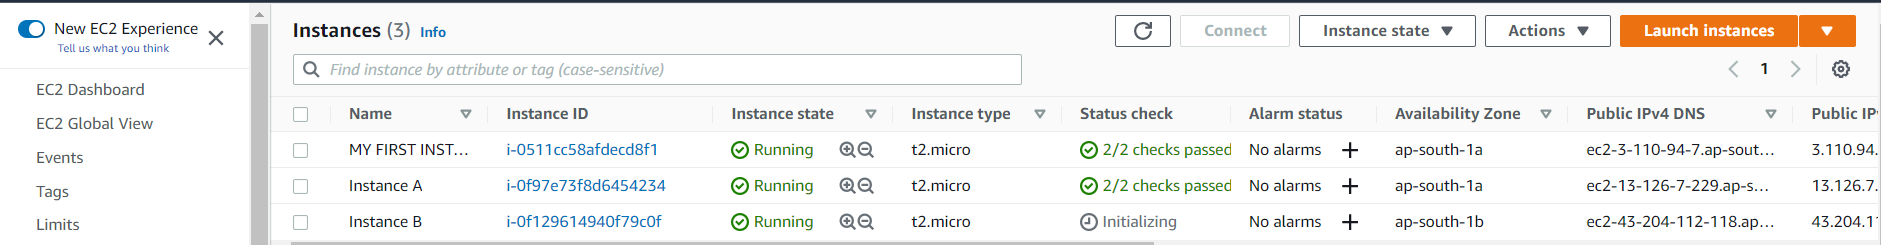 New EC2 Experience
Tell us what you think
EC2 Dashboard
EC2 Global View
Events
Tags
Limits
Instances (3) Info
Connect
Instance state
Actions
Launch instances
Find instance by attribute or tag (case-sensitive)
1
Name Instance ID Instance state Instance type Status check Alarm status Availability Zone Public IPv4 DNS Public IP
MY FIRST INST... i-0511cc58afdecd8f1 Running t2.micro 2/2 checks passed No alarms ap-south-1a ec2-3-110-94-7.ap-sout... 3.110.94.
Instance A i-0f97e73f8d6454234 Running t2.micro 2/2 checks passed No alarms ap-south-1a ec2-13-126-7-229.ap-s... 13.126.7.
Instance B i-0f129614940f79c0f Running t2.micro Initializing No alarms ap-south-1b ec2-43-204-112-118.ap... 43.204.1